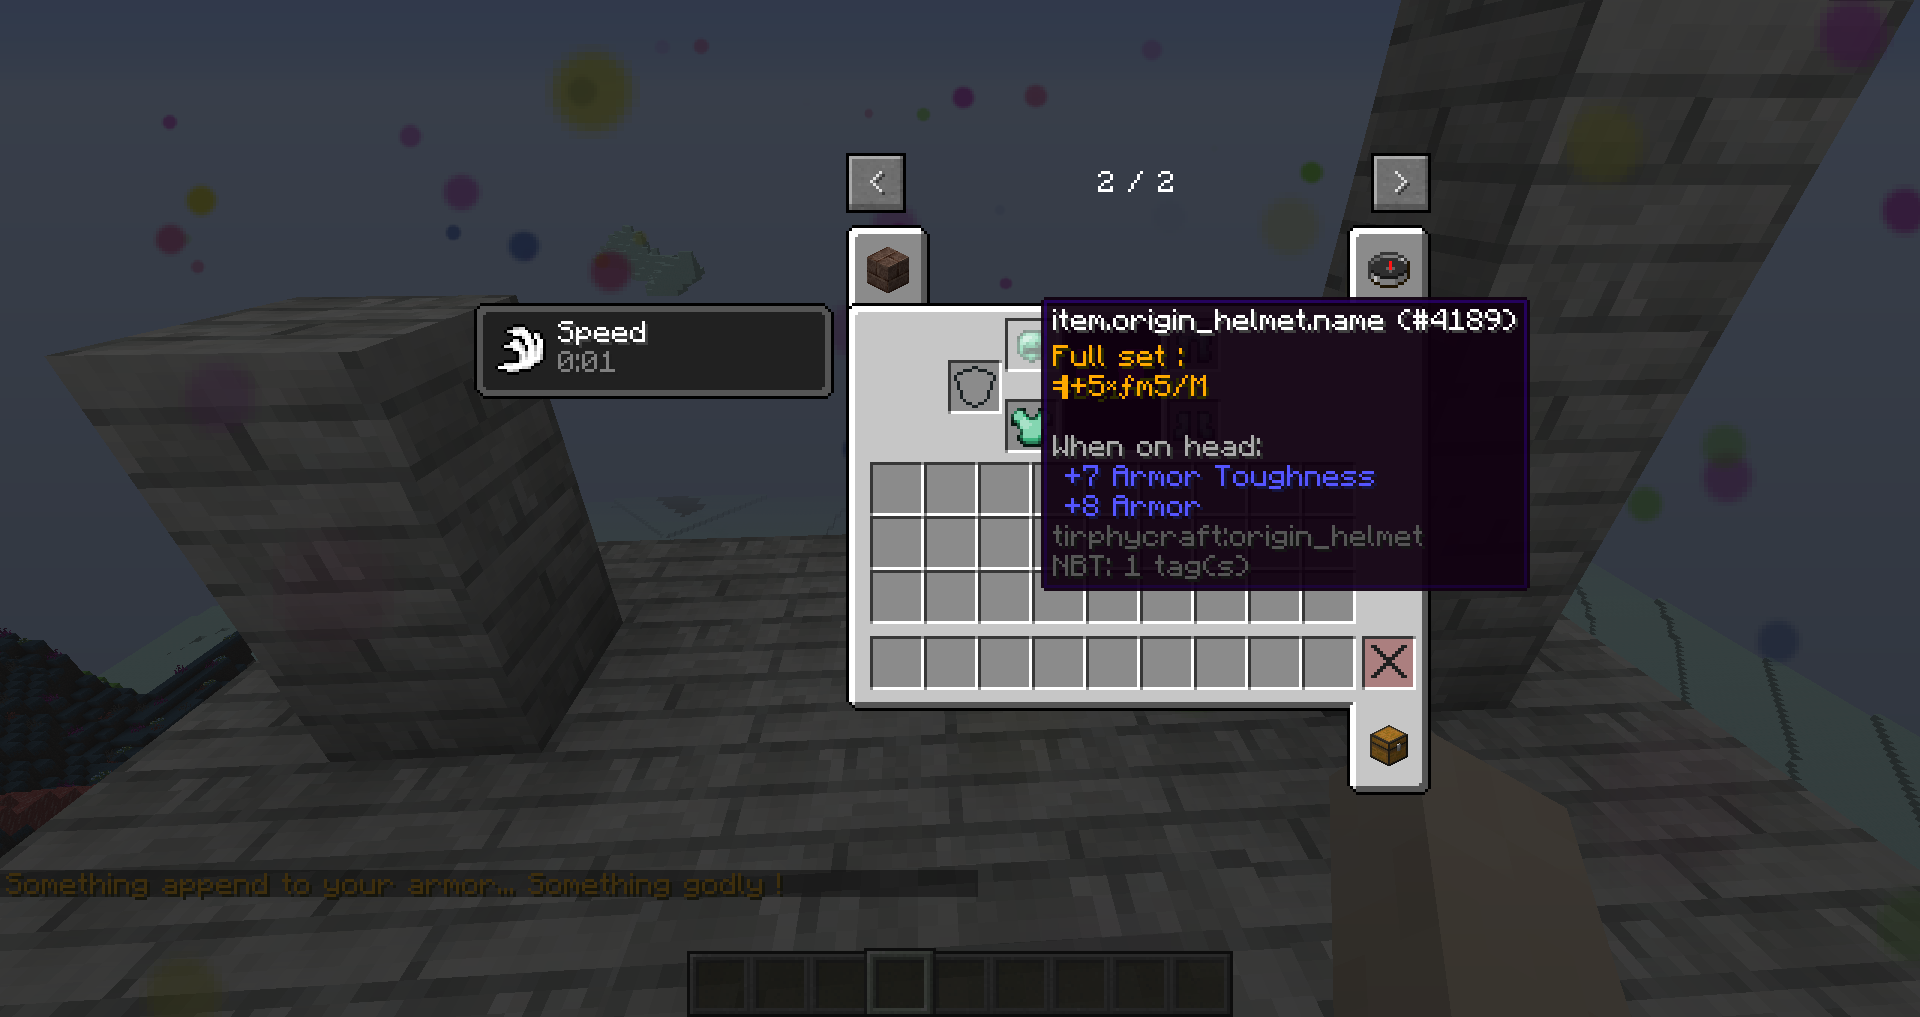 <
2 / 2
>
Speed
0:01
item.origin_helmet.name (#4189)
Full set :
When on head:
+7 Armor Toughness
+8 Armor
tinphycraft:origin_helmet
NBT: 1 tag(s)
Something append to your armor... Something godly !